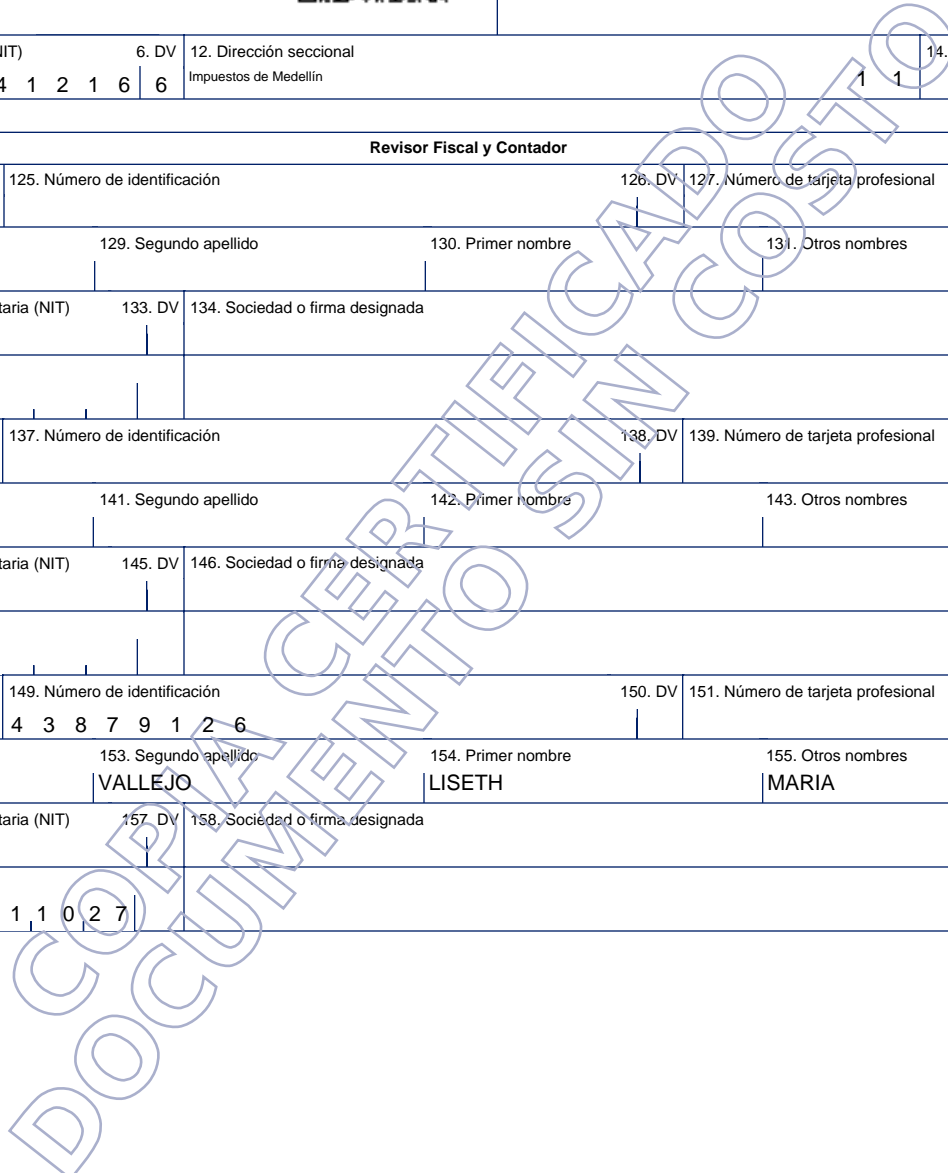 6. DV 12. Dirección seccional 14.
1 2 1 6 6 Impuestos de Medellín 1 1
Revisor Fiscal y Contador
125. Número de identificación 126. DV 127. Número de tarjeta profesional
129. Segundo apellido 130. Primer nombre 131. Otros nombres
(NIT) 133. DV 134. Sociedad o firma designada
137. Número de identificación 138. DV 139. Número de tarjeta profesional
141. Segundo apellido 142. Primer nombre 143. Otros nombres
(NIT) 145. DV 146. Sociedad o firma designada
149. Número de identificación 150. DV 151. Número de tarjeta profesional
4 3 8 7 9 1 2 6
153. Segundo apellido 154. Primer nombre 155. Otros nombres
VALLEJO LISETH MARIA
(NIT) 157. DV 158. Sociedad o firma designada
1 1 0 2 7
COPIA CERTIFICADO
DOCUMENTO SIN COSTO